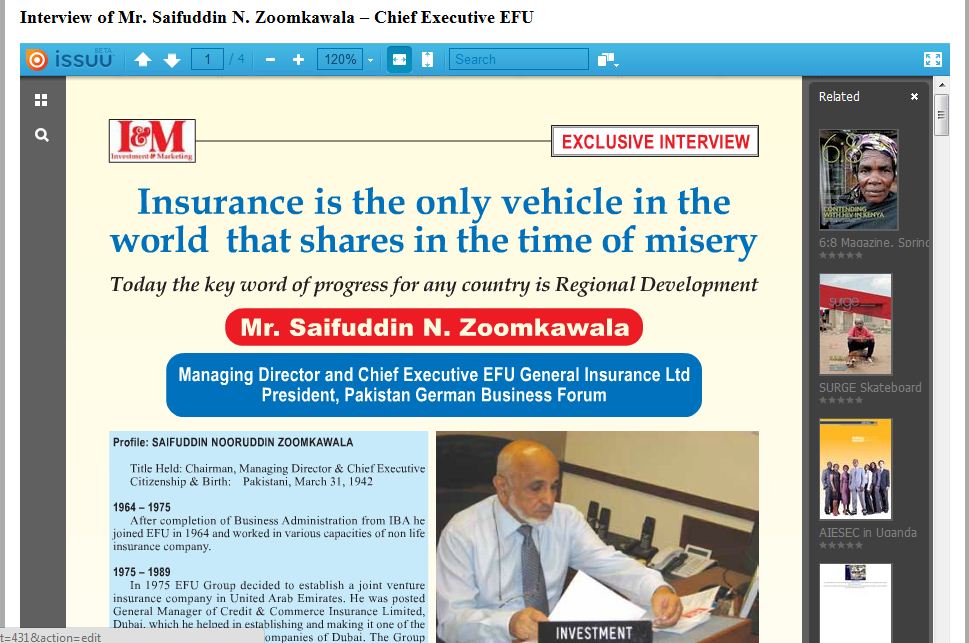 Interview of Mr. Saifuddin N. Zoomkawala – Chief Executive EFU
issuu BETA 1 / 4 120% Search
Related
I&M
Investment & Marketing
EXCLUSIVE INTERVIEW
Insurance is the only vehicle in the
world that shares in the time of misery
Today the key word of progress for any country is Regional Development
Mr. Saifuddin N. Zoomkawala
Managing Director and Chief Executive EFU General Insurance Ltd
President, Pakistan German Business Forum
Profile: SAIFUDDIN NOORUDDIN ZOOMKAWALA
Title Held: Chairman, Managing Director & Chief Executive
Citizenship & Birth: Pakistani, March 31, 1942
1964 – 1975
After completion of Business Administration from IBA he
joined EFU in 1964 and worked in various capacities of non life
insurance company.
1975 – 1989
In 1975 EFU Group decided to establish a joint venture
insurance company in United Arab Emirates. He was posted
General Manager of Credit & Commerce Insurance Limited,
Dubai, which he helped in establishing and making it one of the
ompanies of Dubai. The Group
INVESTMENT
6:8
CONTENDING
WITH HIV IN KENYA
6:8 Magazine, Spring
surge
SURGE Skateboard
AIESEC in Uganda
t=431&action=edit